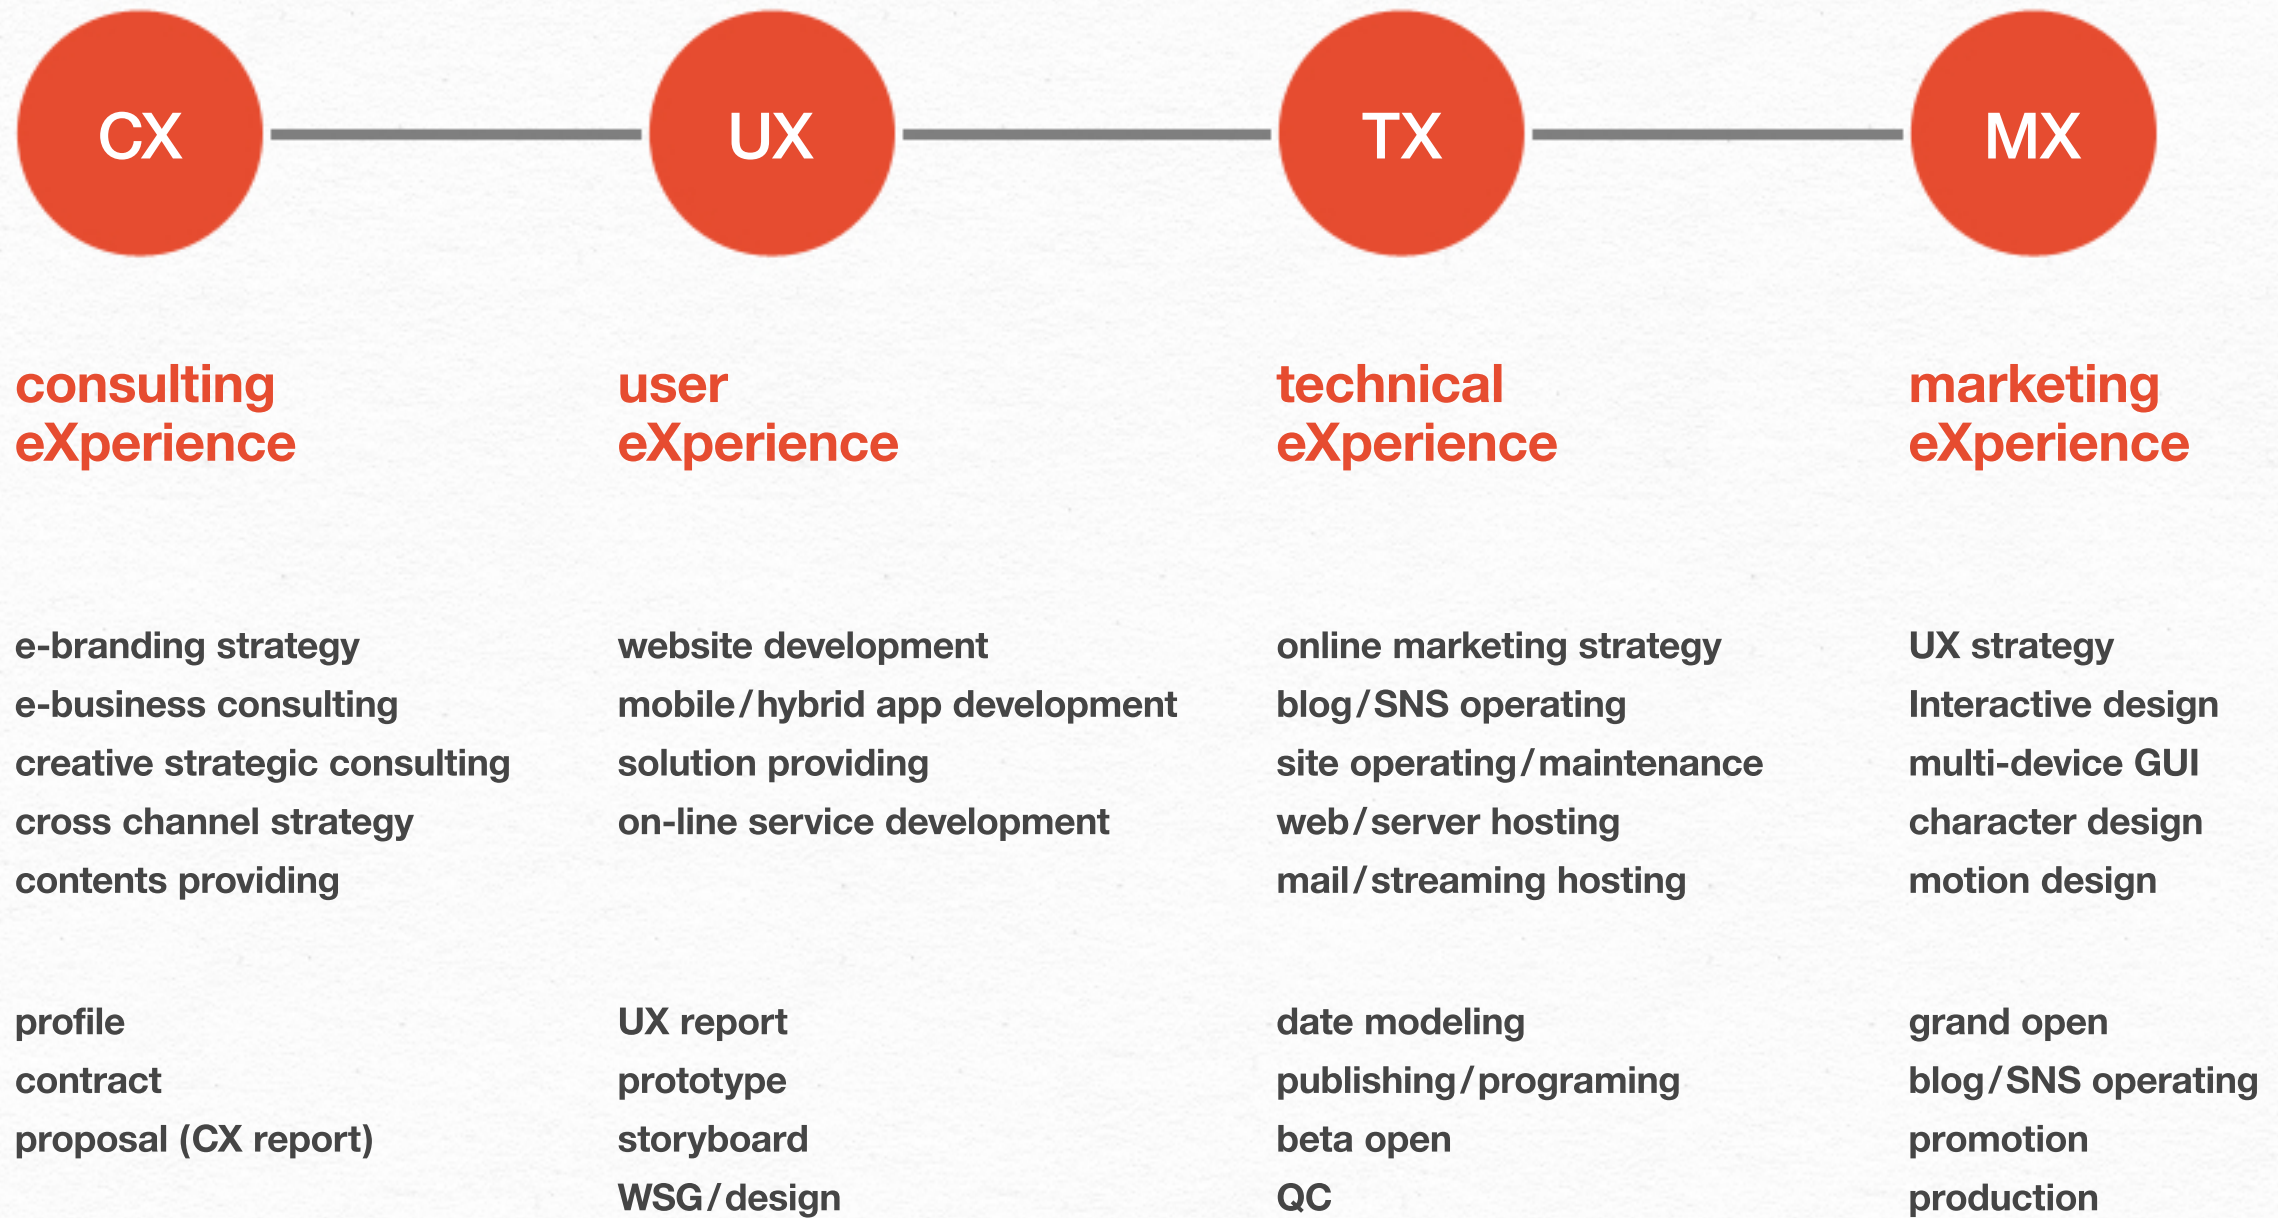 CX
UX
TX
MX
consulting
eXperience
user
eXperience
technical
eXperience
marketing
eXperience
e-branding strategy
e-business consulting
creative strategic consulting
cross channel strategy
contents providing
website development
mobile/hybrid app development
solution providing
on-line service development
online marketing strategy
blog/SNS operating
site operating/maintenance
web/server hosting
mail/streaming hosting
UX strategy
Interactive design
multi-device GUI
character design
motion design
profile
contract
proposal (CX report)
UX report
prototype
storyboard
WSG/design
date modeling
publishing/programing
beta open
QC
grand open
blog/SNS operating
promotion
production